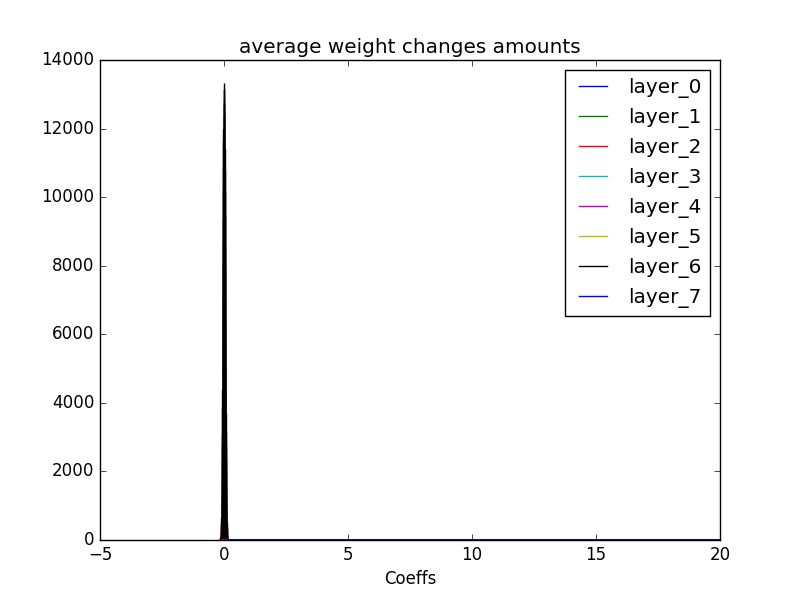 average weight changes amounts
14000
12000
10000
8000
6000
4000
2000
0
layer_0
layer_1
layer_2
layer_3
layer_4
layer_5
layer_6
layer_7
−5 0 5 10 15 20
Coeffs